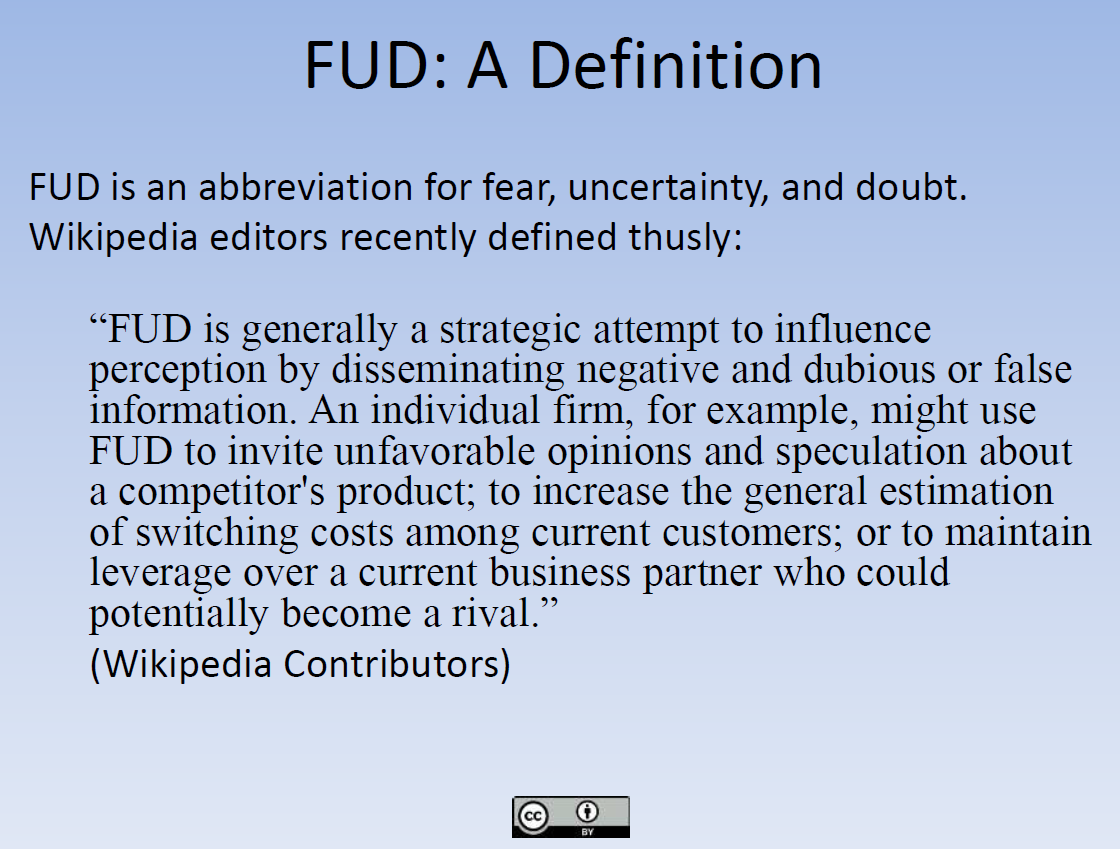 FUD: A Definition
FUD is an abbreviation for fear, uncertainty, and doubt.
Wikipedia editors recently defined thusly:
“FUD is generally a strategic attempt to influence
perception by disseminating negative and dubious or false
information. An individual firm, for example, might use
FUD to invite unfavorable opinions and speculation about
a competitor's product; to increase the general estimation
of switching costs among current customers; or to maintain
leverage over a current business partner who could
potentially become a rival.”
(Wikipedia Contributors)
cc
BY